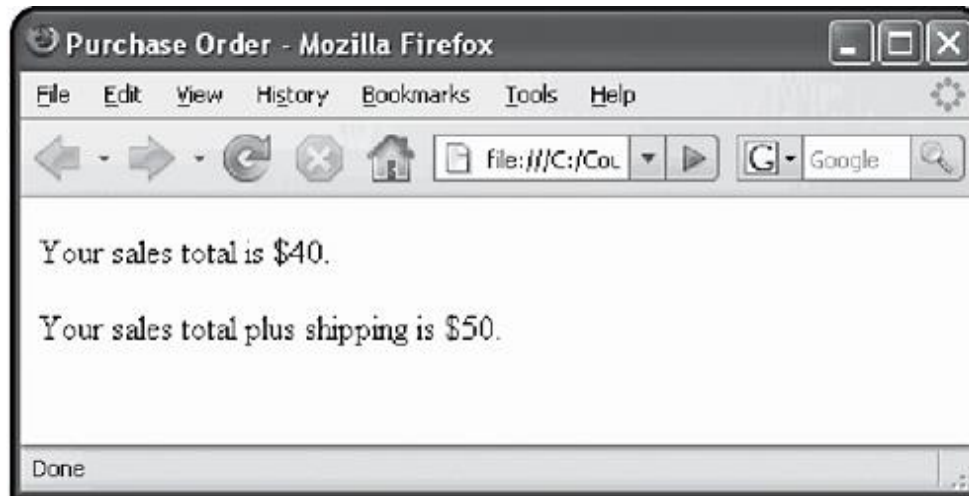 Purchase Order - Mozilla Firefox
File Edit View History Bookmarks Tools Help
file:///C:/Cou G Google
Your sales total is $40.
Your sales total plus shipping is $50.
Done